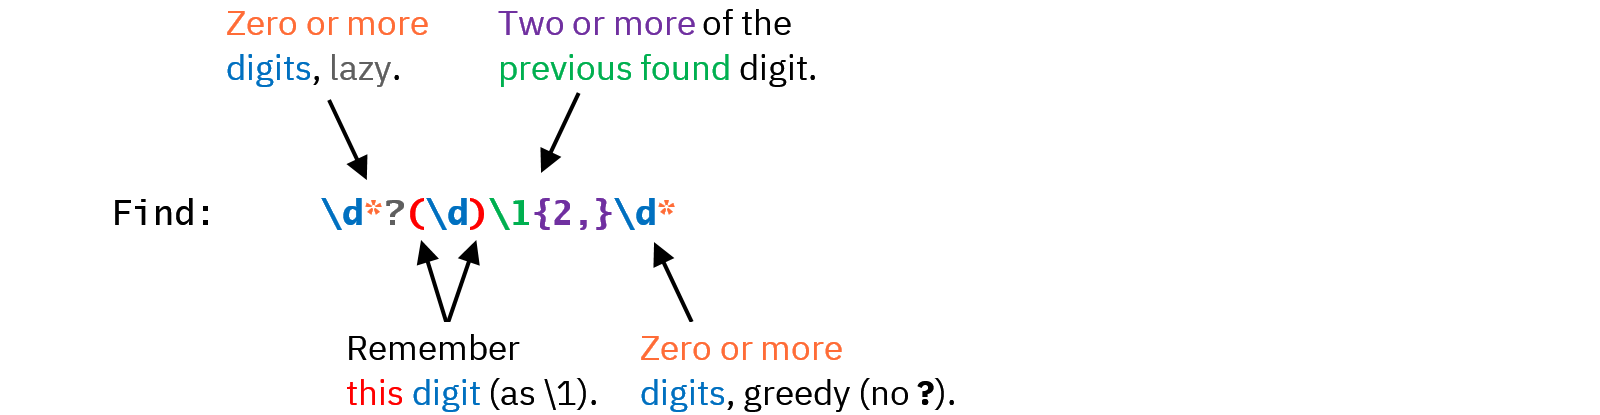 Zero or more
digits, lazy.
Two or more of the
previous found digit.
Find: \d*?(\d)\1{2,}\d*
Remember
this digit (as \1).
Zero or more
digits, greedy (no ?).